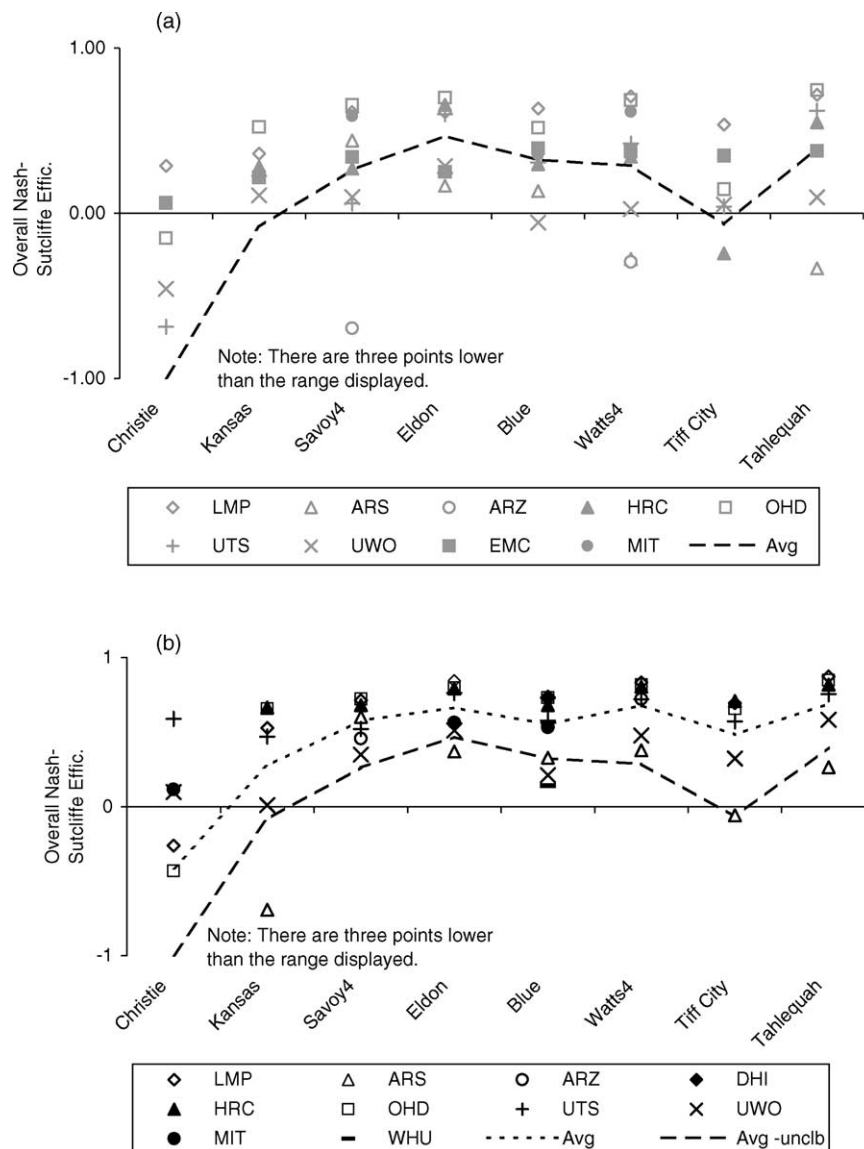 (a)
1.00
0.00
-1.00
Overall Nash-
Sutcliffe Effic.
Note: There are three points lower
than the range displayed.
Christie
Kansas
Savoy4
Eldon
Blue
Watts4
Tiff City
Tahlequah
LMP ARS ARZ HRC OHD
UTS UWO EMC MIT Avg
(b)
1
0
-1
Overall Nash-
Sutcliffe Effic.
Note: There are three points lower
than the range displayed.
Christie
Kansas
Savoy4
Eldon
Blue
Watts4
Tiff City
Tahlequah
LMP ARS ARZ DHI
HRC OHD UTS UWO
MIT WHU Avg Avg -unclb